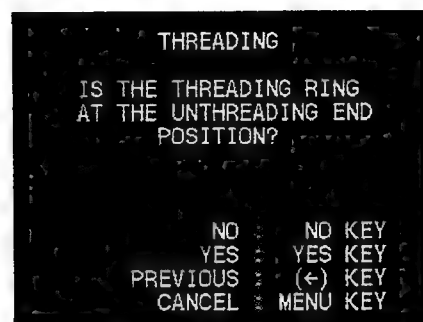 THREADING
IS THE THREADING RING
AT THE UNTHREADING END
POSITION?
NO : NO KEY
YES : YES KEY
PREVIOUS : (←) KEY
CANCEL : MENU KEY